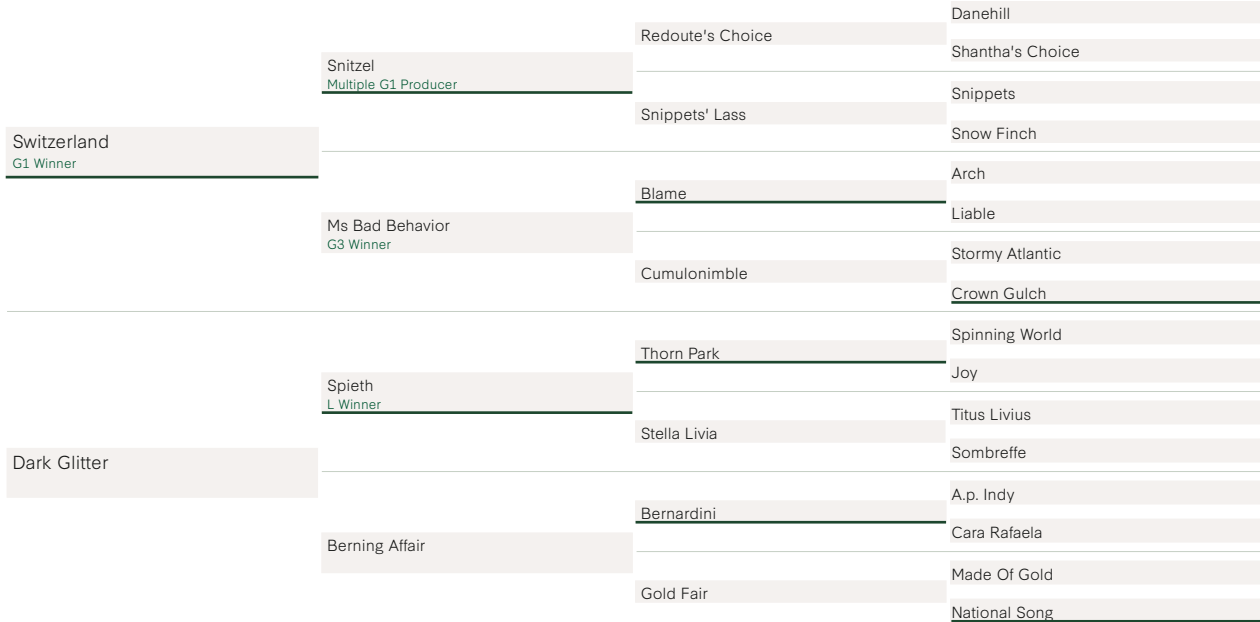 Danehill
Redoute's Choice
Shantha's Choice
Snitzel
Multiple G1 Producer
Snippets
Snippets' Lass
Snow Finch
Switzerland
G1 Winner
Arch
Blame
Liable
Ms Bad Behavior
G3 Winner
Stormy Atlantic
Cumulonimble
Crown Gulch
Spinning World
Thorn Park
Joy
Spieth
L Winner
Titus Livius
Stella Livia
Sombreffe
Dark Glitter
A.p. Indy
Bernardini
Cara Rafaela
Berning Affair
Made Of Gold
Gold Fair
National Song